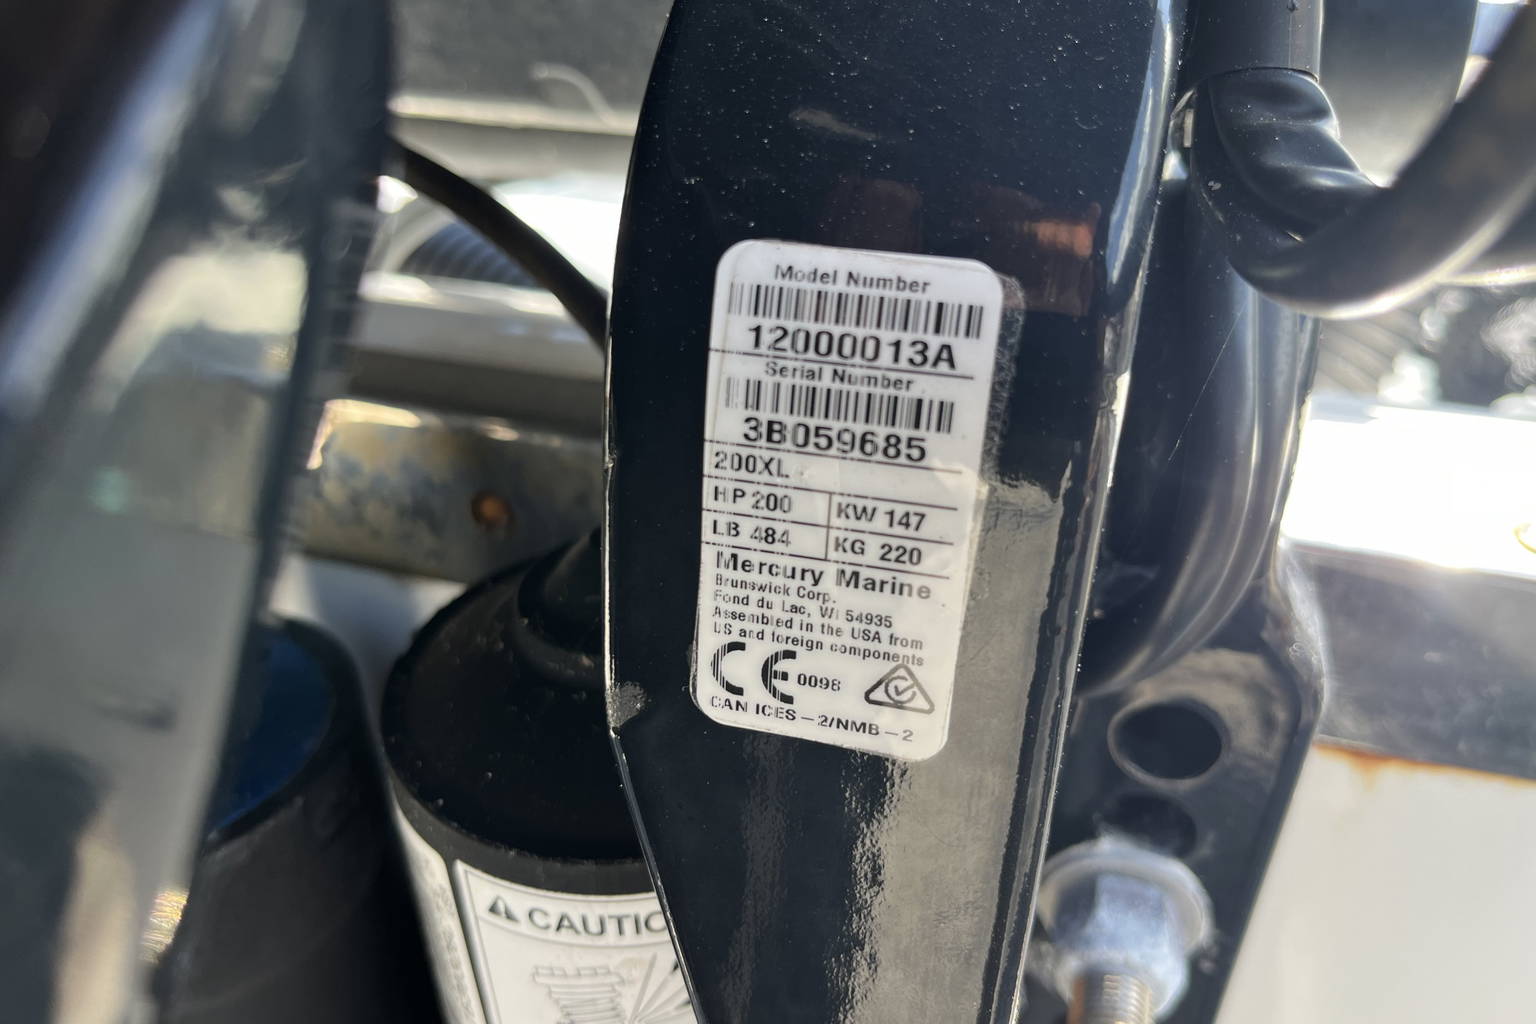 Model Number
12000013A
Serial Number
3B059685
200XL
HP 200 KW 147
LB 484 KG 220
Mercury Marine
Brunswick Corp.
Fond du Lac, WI 54935
Assembled in the USA from
US and foreign components
CE 0098
CAN ICES-2/NMB-2
CAUTIO